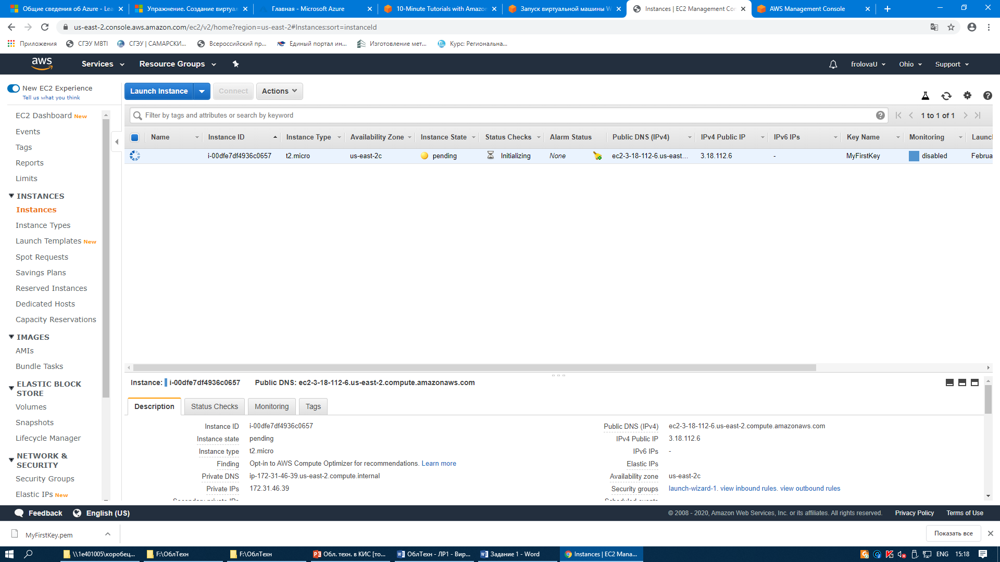 Общие сведения об Azure - Lea
Упражнение. Создание виртуал
Главная - Microsoft Azure
10-Minute Tutorials with Amazon
Запуск виртуальной машины W
Instances | EC2 Management Con
AWS Management Console
us-east-2.console.aws.amazon.com/ec2/v2/home?region=us-east-2#Instances:sort=instanceId
Приложения
СГЭУ МВТІ
СГЭУ | САМАРСКИ...
Всероссийский пр...
Единый портал ин...
Изготовление мет...
Курс: Региональна...
aws
Services
Resource Groups
frolovaU
Ohio
Support
New EC2 Experience
Tell us what you think
Launch Instance
Connect
Actions
EC2 Dashboard New
Events
Tags
Reports
Limits
INSTANCES
Instances
Instance Types
Launch Templates New
Spot Requests
Savings Plans
Reserved Instances
Dedicated Hosts
Capacity Reservations
IMAGES
AMIs
Bundle Tasks
ELASTIC BLOCK
STORE
Volumes
Snapshots
Lifecycle Manager
NETWORK &
SECURITY
Security Groups
Elastic IPs New
Filter by tags and attributes or search by keyword
1 to 1 of 1
Name Instance ID Instance Type Availability Zone Instance State Status Checks Alarm Status Public DNS (IPv4) IPv4 Public IP IPv6 IPs Key Name Monitoring Launc
i-00dfe7df4936c0657 t2.micro us-east-2c pending Initializing None ec2-3-18-112-6.us-east... 3.18.112.6 - MyFirstKey disabled Februa
Instance: i-00dfe7df4936c0657 Public DNS: ec2-3-18-112-6.us-east-2.compute.amazonaws.com
Description Status Checks Monitoring Tags
Instance ID i-00dfe7df4936c0657
Instance state pending
Instance type t2.micro
Finding Opt-in to AWS Compute Optimizer for recommendations. Learn more
Private DNS ip-172-31-46-39.us-east-2.compute.internal
Private IPs 172.31.46.39
Secondary private IPs
Public DNS (IPv4) ec2-3-18-112-6.us-east-2.compute.amazonaws.com
IPv4 Public IP 3.18.112.6
IPv6 IPs -
Elastic IPs
Availability zone us-east-2c
Security groups launch-wizard-1. view inbound rules. view outbound rules
Scheduled events
Feedback
English (US)
© 2008 - 2020, Amazon Web Services, Inc. or its affiliates. All rights reserved.
Privacy Policy
Terms of Use
MyFirstKey.pem
Показать все
\\1e401005\коробец...
F:\ОблТехн
F:\ОблТехн
Обл. техн. в КИС [то...
ОблТехн - ЛР1 - Вир...
Задание 1 - Word
Instances | EC2 Mana...
ENG
15:18